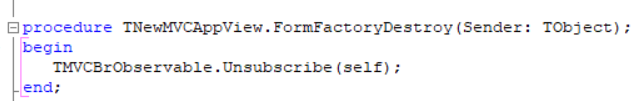 procedure TNewMVCAppView.FormFactoryDestroy(Sender: TObject);
begin
TMVCBrObservable.Unsubscribe(self);
end;